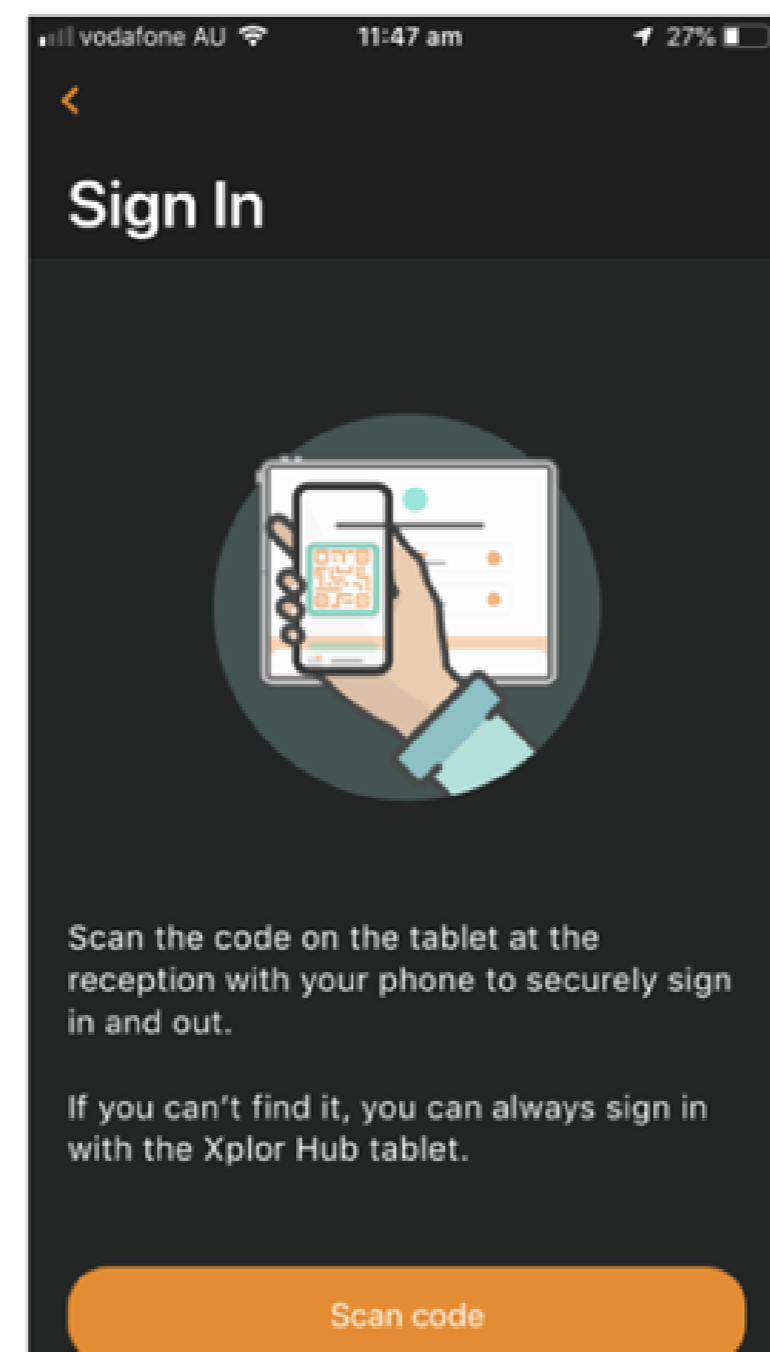 vodafone AU 11:47 am 27%
Sign In
Scan the code on the tablet at the
reception with your phone to securely sign
in and out.
If you can't find it, you can always sign in
with the Xplor Hub tablet.
Scan code